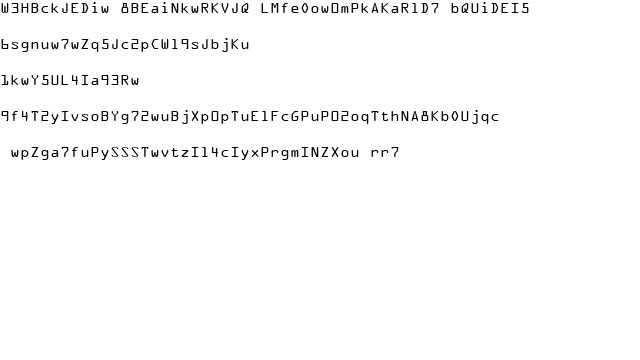 W3HBckJEDiw 8BEaiNkwRKVJQ LMfe0owOmPkAKaR1D7 bQUiDEI5
6sgnuw7wZq5Jc2pCW19sJbjKu
1kwY5UL4Ia93Rw
9f4T2yIvsoBYg72wuBjXpOpTuE1FcGPuPO2oqTthNA8Kb0Ujqc
wpZga7fuPySSSTwvtzI14cIyxPrgmINZXou rr7